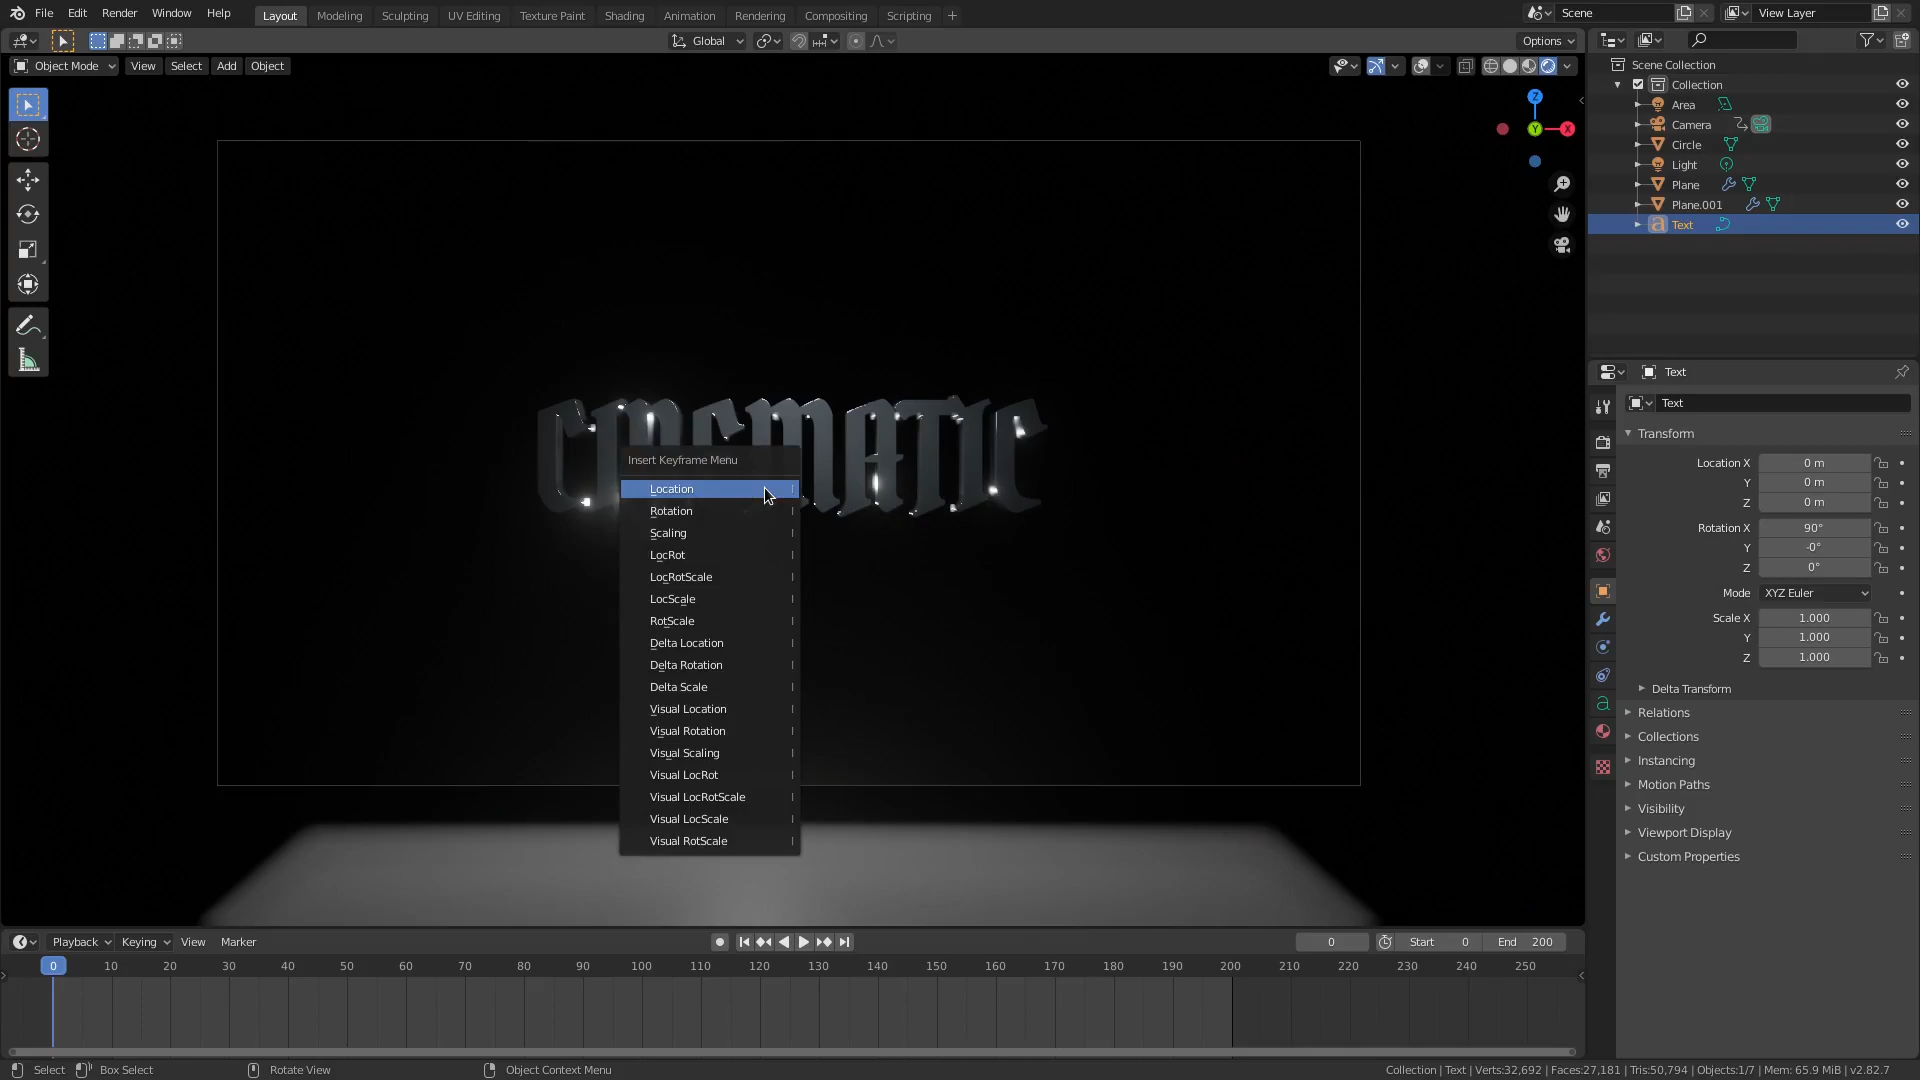 File Edit Render Window Help Layout Modeling Sculpting UV Editing Texture Paint Shading Animation Rendering Compositing Scripting + Scene View Layer
Global Options
Object Mode View Select Add Object
Z
X
Y
Scene Collection
Collection
Area
Camera
Circle
Light
Plane
Plane.001
Text
CINEMATIC
Insert Keyframe Menu
Location I
Rotation I
Scaling I
LocRot I
LocRotScale I
LocScale I
RotScale I
Delta Location I
Delta Rotation I
Delta Scale I
Visual Location I
Visual Rotation I
Visual Scaling I
Visual LocRot I
Visual LocRotScale I
Visual LocScale I
Visual RotScale I
Text
Text
Transform
Location X 0 m
Y 0 m
Z 0 m
Rotation X 90°
Y -0°
Z 0°
Mode XYZ Euler
Scale X 1.000
Y 1.000
Z 1.000
Delta Transform
Relations
Collections
Instancing
Motion Paths
Visibility
Viewport Display
Custom Properties
Playback Keying View Marker 0 Start 0 End 200
0 10 20 30 40 50 60 70 80 90 100 110 120 130 140 150 160 170 180 190 200 210 220 230 240 250
Select Box Select Rotate View Object Context Menu Collection | Text | Verts:32,692 | Faces:27,181 | Tris:50,794 | Objects:1/7 | Mem: 65.9 MiB | v2.82.7